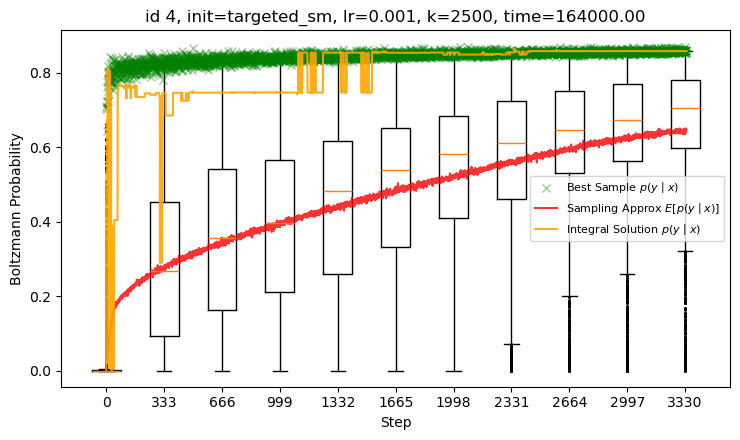 id 4, init=targeted_sm, lr=0.001, k=2500, time=164000.00
Boltzmann Probability
0.8
0.6
0.4
0.2
0.0
Best Sample p(y | x)
Sampling Approx E[p(y | x)]
Integral Solution p(y | x)
0 333 666 999 1332 1665 1998 2331 2664 2997 3330
Step